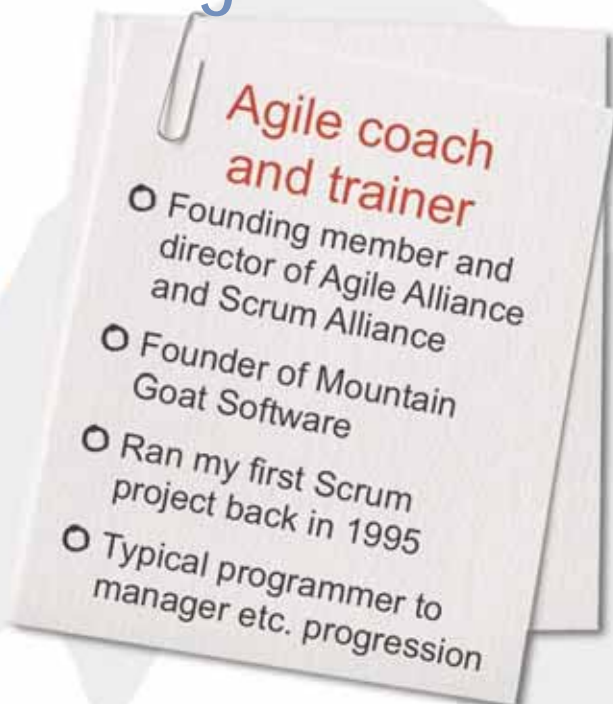 Agile coach
and trainer
Founding member and
director of Agile Alliance
and Scrum Alliance
Founder of Mountain
Goat Software
Ran my first Scrum
project back in 1995
Typical programmer to
manager etc. progression